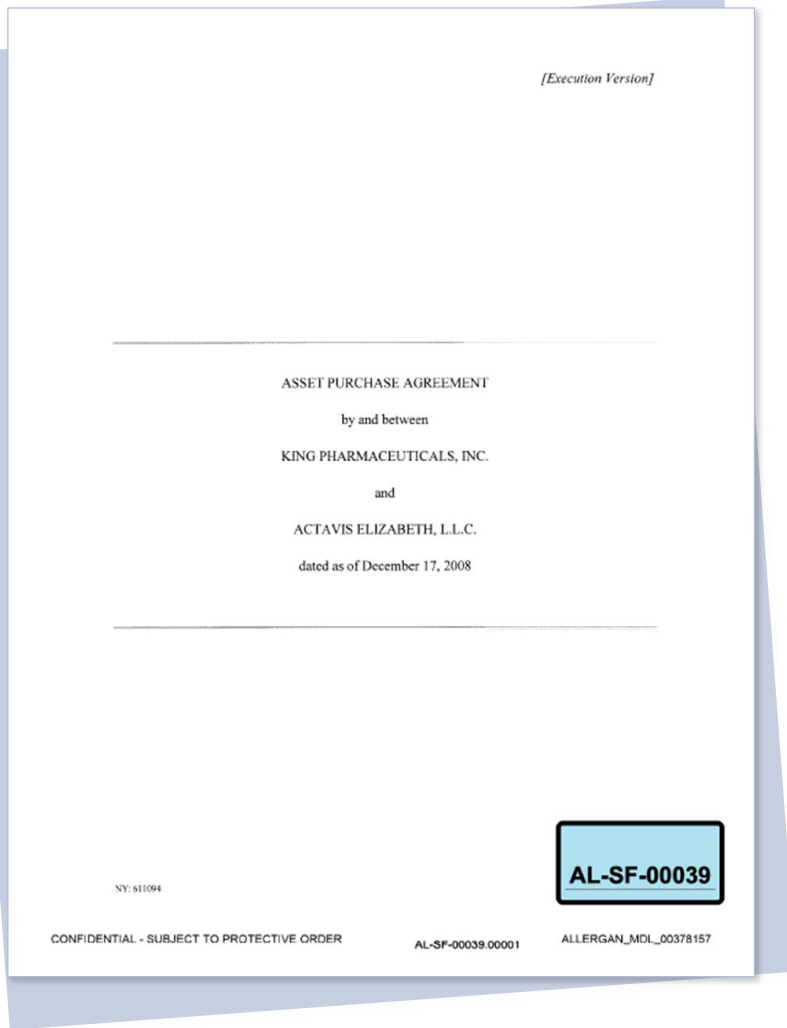 [Execution Version]
ASSET PURCHASE AGREEMENT
by and between
KING PHARMACEUTICALS, INC.
and
ACTAVIS ELIZABETH, L.L.C.
dated as of December 17, 2008
AL-SF-00039
NY: 611094
CONFIDENTIAL - SUBJECT TO PROTECTIVE ORDER
AL-SF-00039.00001
ALLERGAN_MDL_00378157